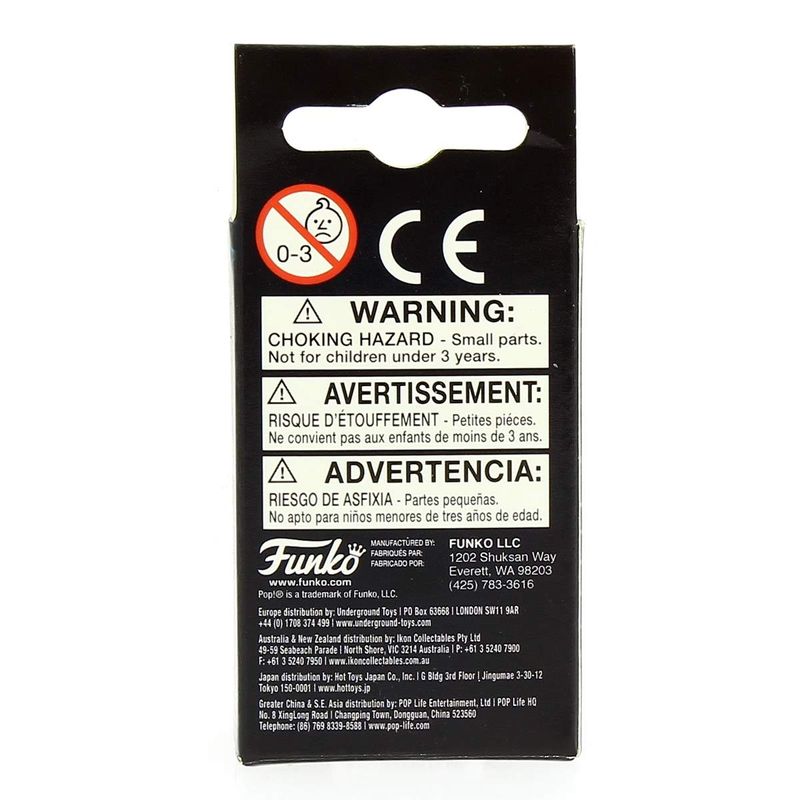 0-3
CE
WARNING:
CHOKING HAZARD - Small parts.
Not for children under 3 years.
AVERTISSEMENT:
RISQUE D'ÉTOUFFEMENT - Petites piéces.
Ne convient pas aux enfants de moins de 3 ans.
ADVERTENCIA:
RIESGO DE ASFIXIA - Partes pequeñas.
No apto para niños menores de tres años de edad.
Funko
www.funko.com
MANUFACTURED BY:
FABRIQUÉS PAR:
FABRICADO POR:
FUNKO LLC
1202 Shuksan Way
Everett, WA 98203
(425) 783-3616
Pop!® is a trademark of Funko, LLC.
Europe distribution by: Underground Toys | PO Box 63668 | LONDON SW11 9AR
+44 (0) 1708 374 499 | www.underground-toys.com
Australia & New Zealand distribution by: Ikon Collectables Pty Ltd
49-59 Seabeach Parade | North Shore, VIC 3214 Australia | P: +61 3 5240 7900
F: +61 3 5240 7950 | www.ikoncollectables.com.au
Japan distribution by: Hot Toys Japan Co., Inc. | G Bldg 3rd Floor | Jingumae 3-30-12
Tokyo 150-0001 | www.hottoys.jp
Greater China & S.E. Asia distribution by: POP Life Entertainment, Ltd | POP Life HQ
No. 8 XingLong Road | Changping Town, Dongguan, China 523560
Telephone: (86) 769 8339-8588 | www.pop-life.com